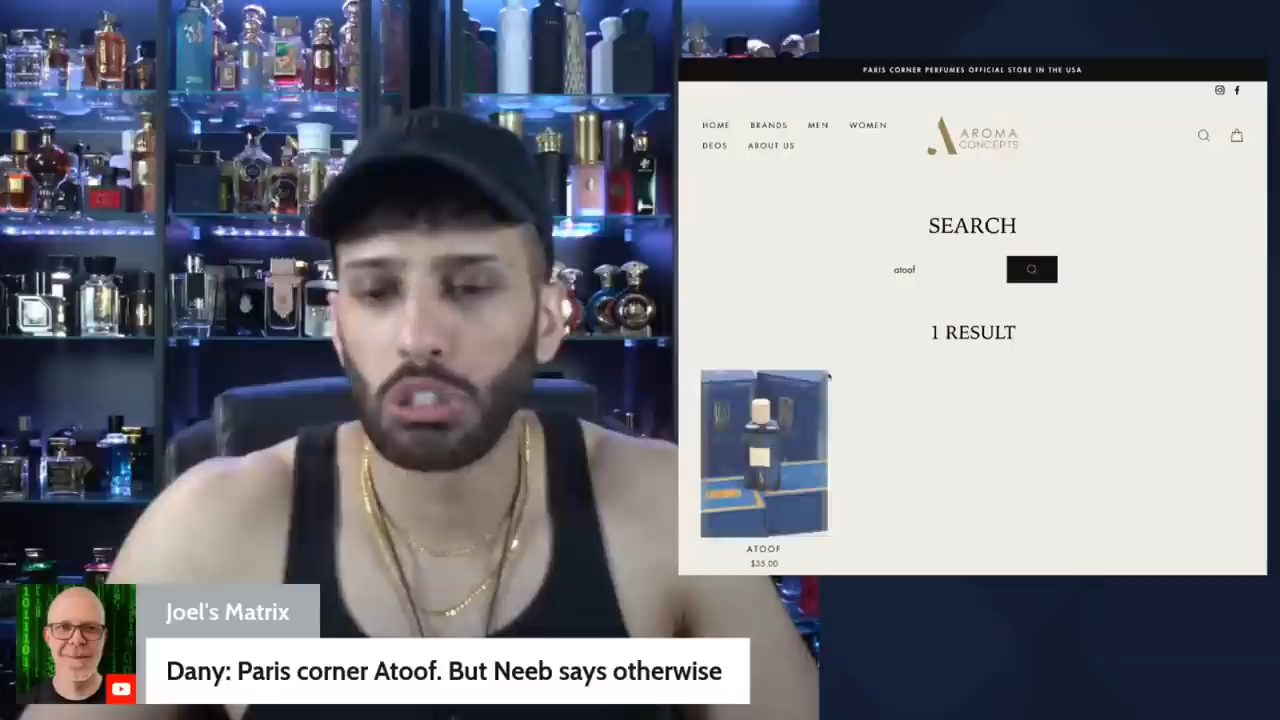 PARIS CORNER PERFUMES OFFICIAL STORE IN THE USA
HOME BRANDS MEN WOMEN
DEOS ABOUT US
AROMA
CONCEPTS
SEARCH
atoof
1 RESULT
ATOOF
$35.00
Joel's Matrix
Dany: Paris corner Atoof. But Neeb says otherwise